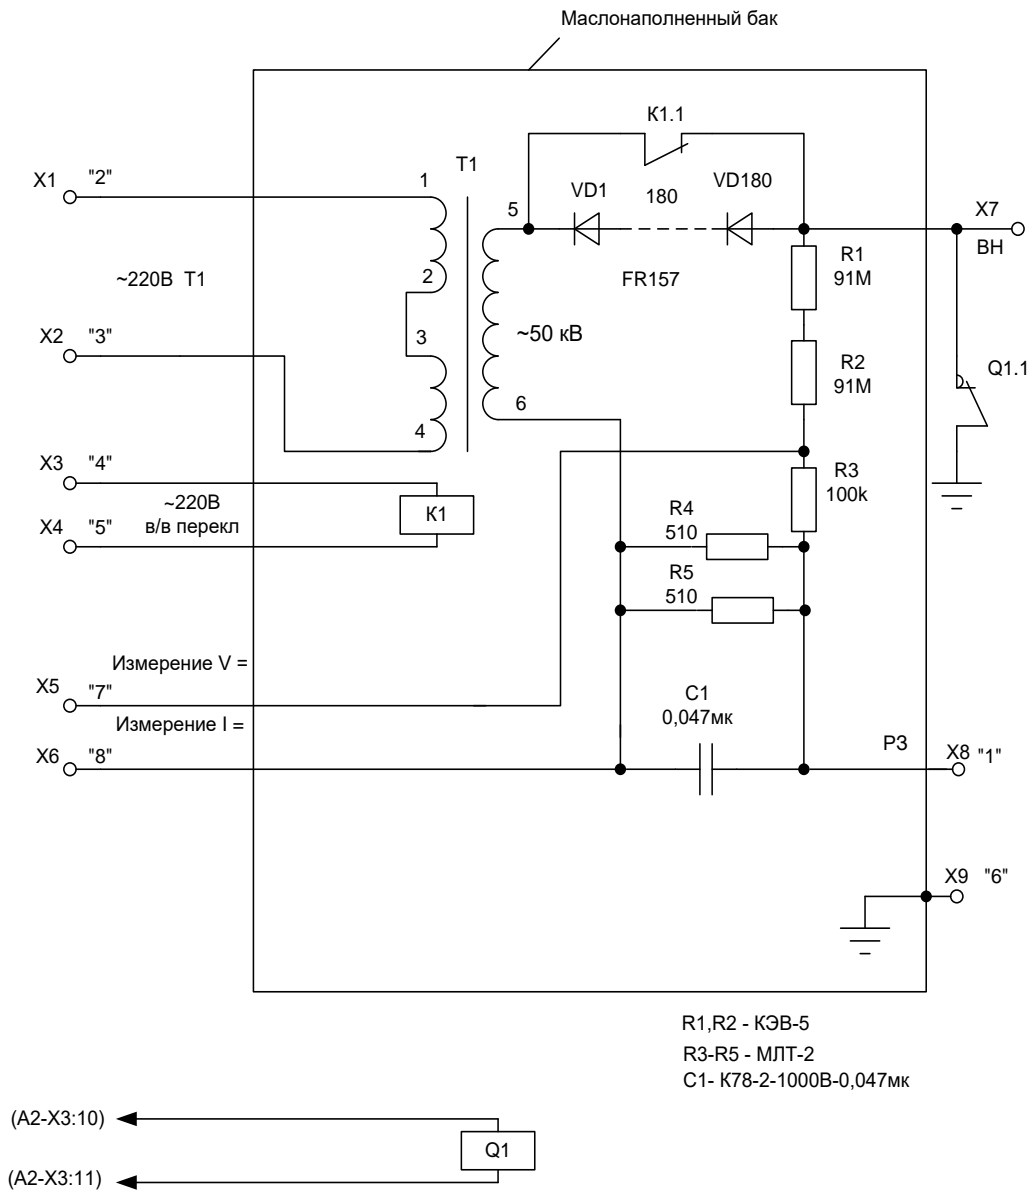 Маслонаполненный бак
К1.1
Т1
X1 "2"
1
VD1
180
VD180
5
X7
ВН
2
~220В Т1
FR157
R1
91М
X2 "3"
3
~50 кВ
R2
91М
Q1.1
6
4
X3 "4"
R3
100k
~220В
в/в перекл
К1
R4
510
X4 "5"
R5
510
Измерение V =
X5 "7"
C1
0,047мк
Измерение I =
РЗ
X6 "8"
X8 "1"
X9 "6"
R1,R2 - КЭВ-5
R3-R5 - МЛТ-2
С1- К78-2-1000В-0,047мк
(А2-Х3:10)
Q1
(А2-Х3:11)